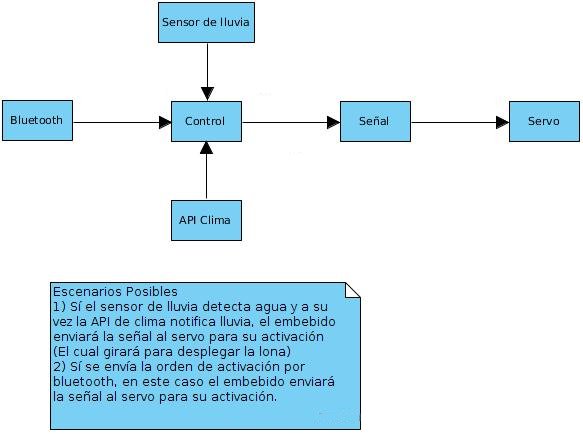 Sensor de lluvia
Bluetooth
Control
Señal
Servo
API Clima
Escenarios Posibles
1) Sí el sensor de lluvia detecta agua y a su
vez la API de clima notifica lluvia, el embebido
enviará la señal al servo para su activación
(El cual girará para desplegar la lona)
2) Sí se envía la orden de activación por
bluetooth, en este caso el embebido enviará
la señal al servo para su activación.